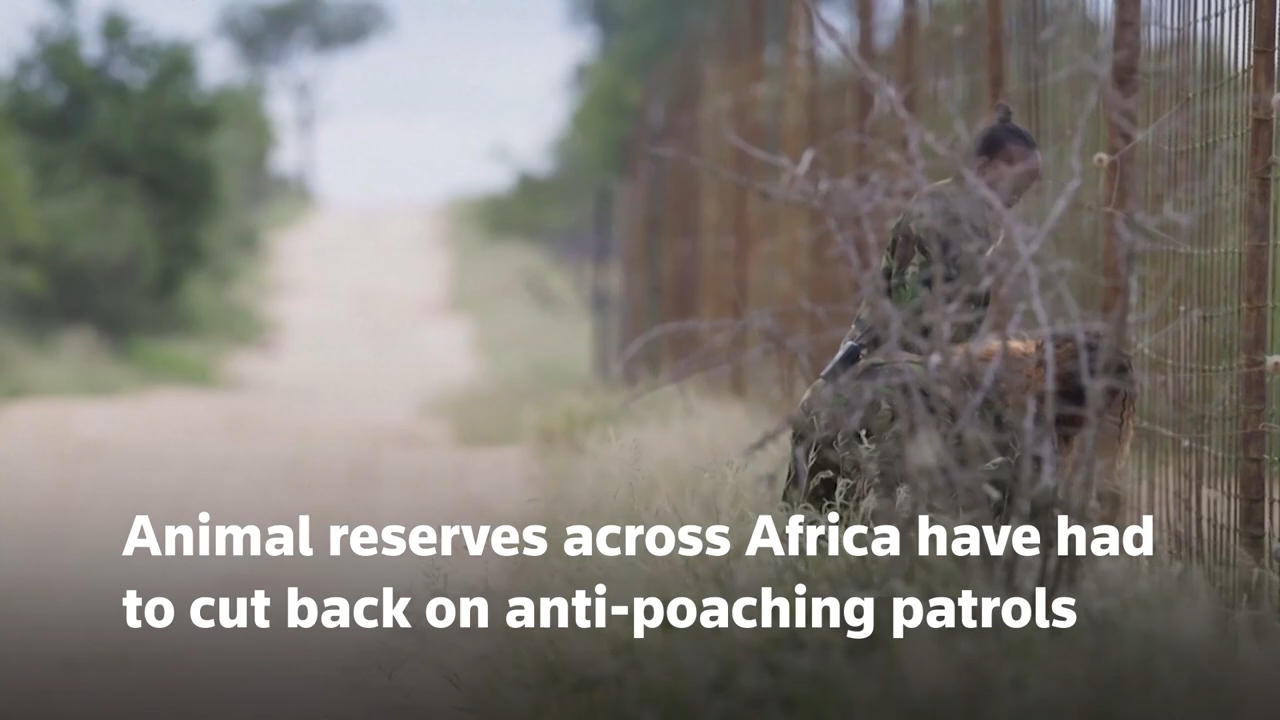 Animal reserves across Africa have had
to cut back on anti-poaching patrols